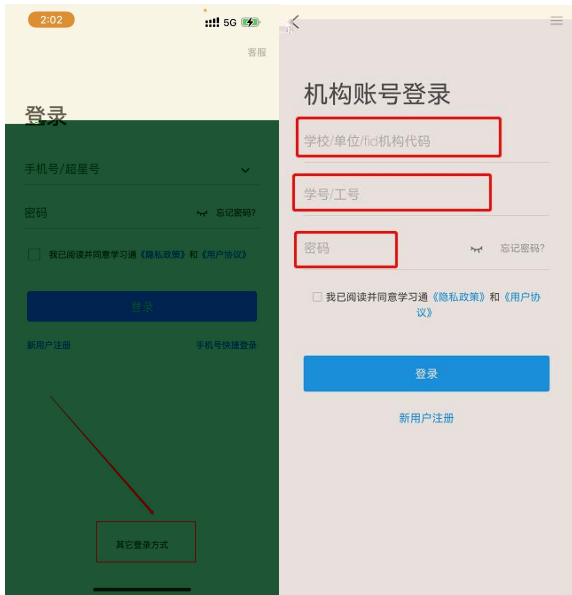 2:02
5G
客服
登录
手机号/超星号
密码
忘记密码?
我已阅读并同意学习通《隐私政策》和《用户协议》
登录
新用户注册
手机号快捷登录
其它登录方式
机构账号登录
学校/单位/fid机构代码
学号/工号
密码
忘记密码?
我已阅读并同意学习通《隐私政策》和《用户协
议》
登录
新用户注册